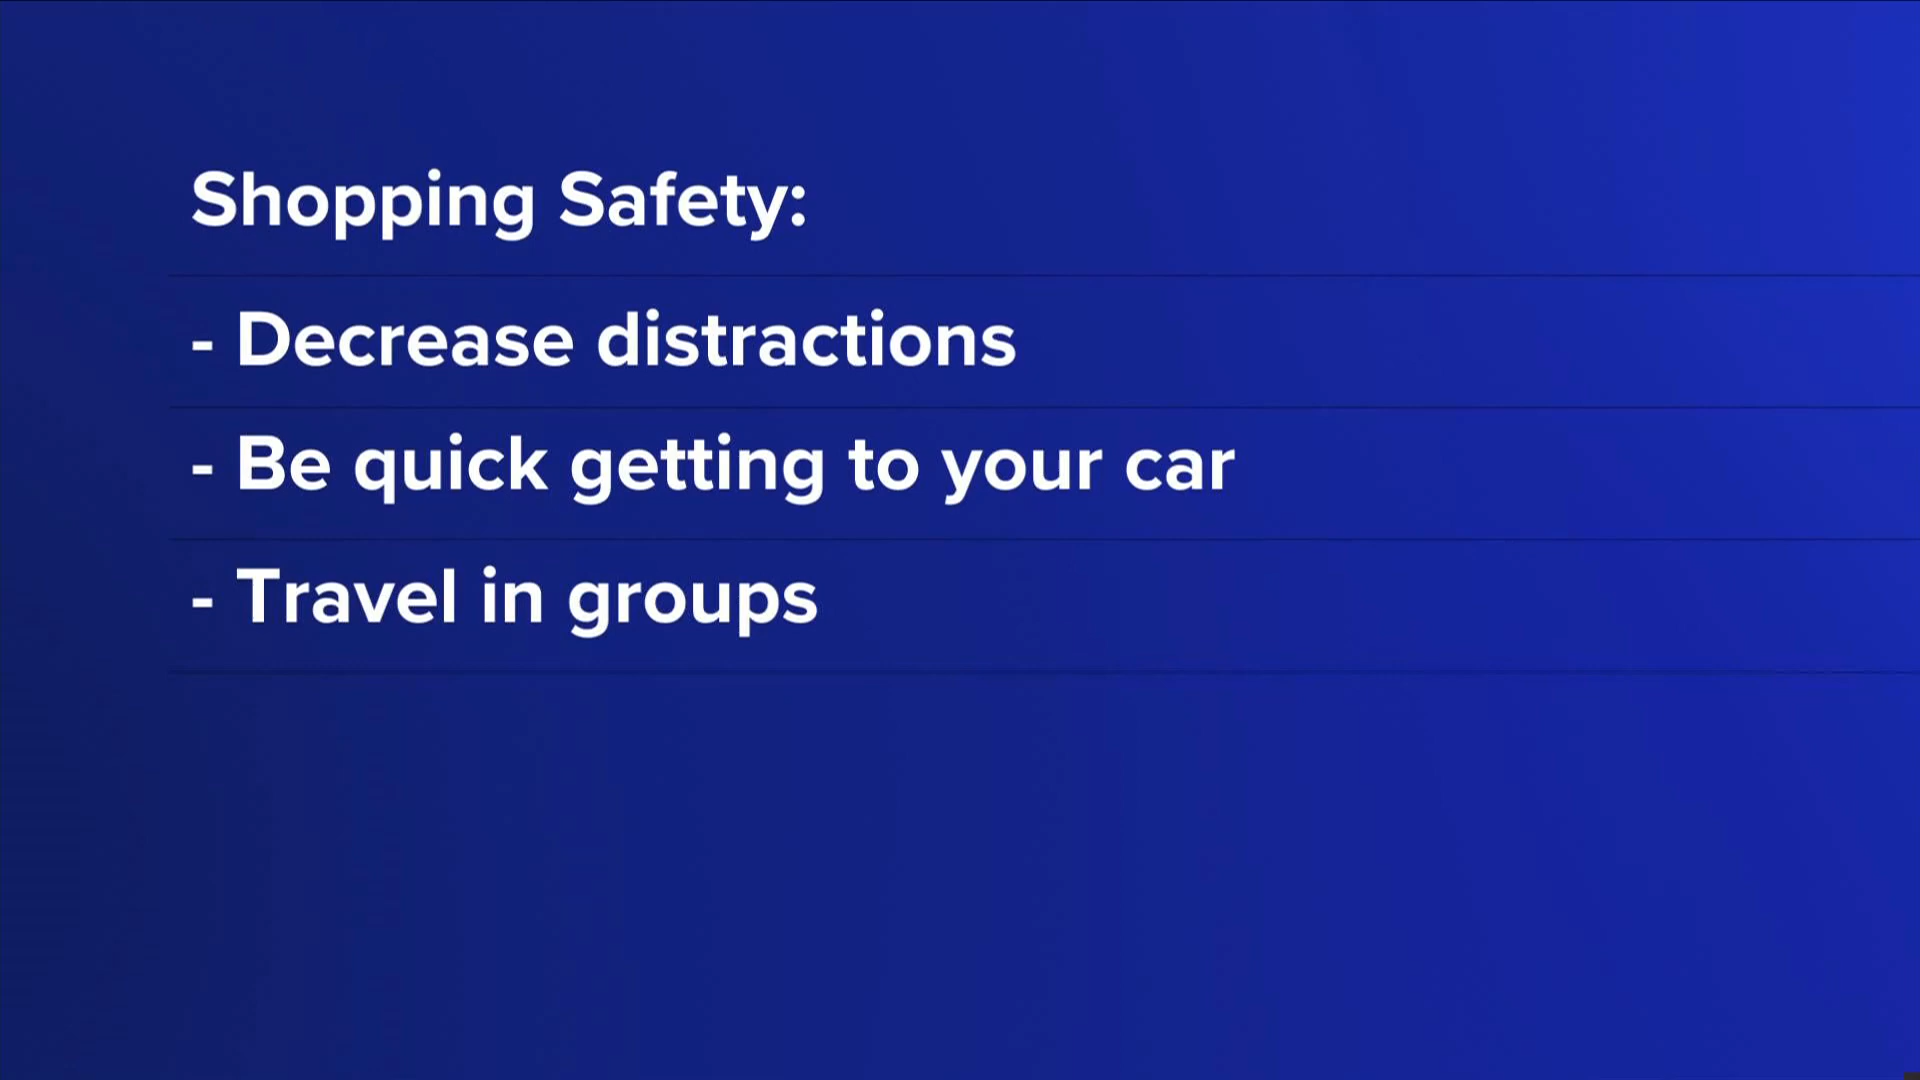 Shopping Safety:
- Decrease distractions
- Be quick getting to your car
- Travel in groups